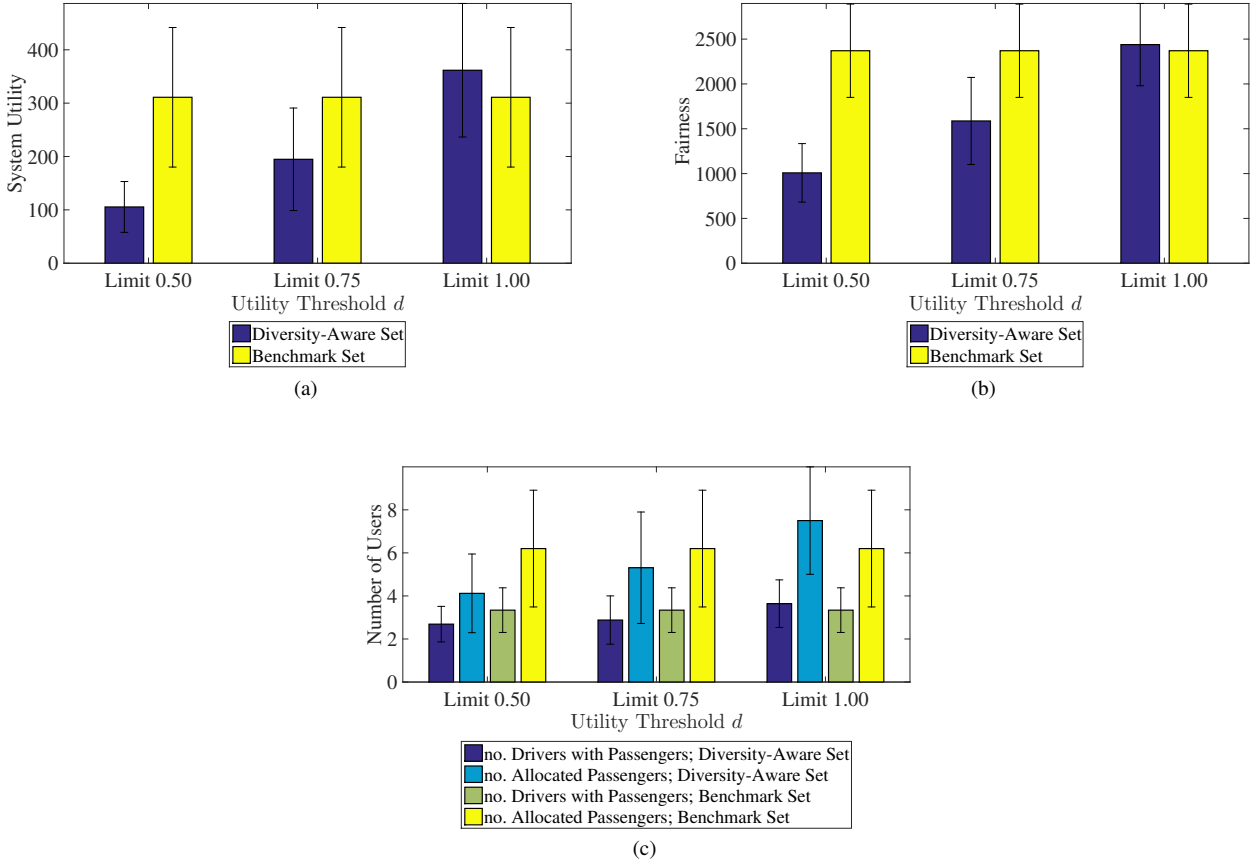 System Utility
400
300
200
100
0
Limit 0.50 Limit 0.75 Limit 1.00
Utility Threshold d
Diversity-Aware Set
Benchmark Set
(a)
Fairness
2500
2000
1500
1000
500
0
Limit 0.50 Limit 0.75 Limit 1.00
Utility Threshold d
Diversity-Aware Set
Benchmark Set
(b)
Number of Users
8
6
4
2
0
Limit 0.50 Limit 0.75 Limit 1.00
Utility Threshold d
no. Drivers with Passengers; Diversity-Aware Set
no. Allocated Passengers; Diversity-Aware Set
no. Drivers with Passengers; Benchmark Set
no. Allocated Passengers; Benchmark Set
(c)